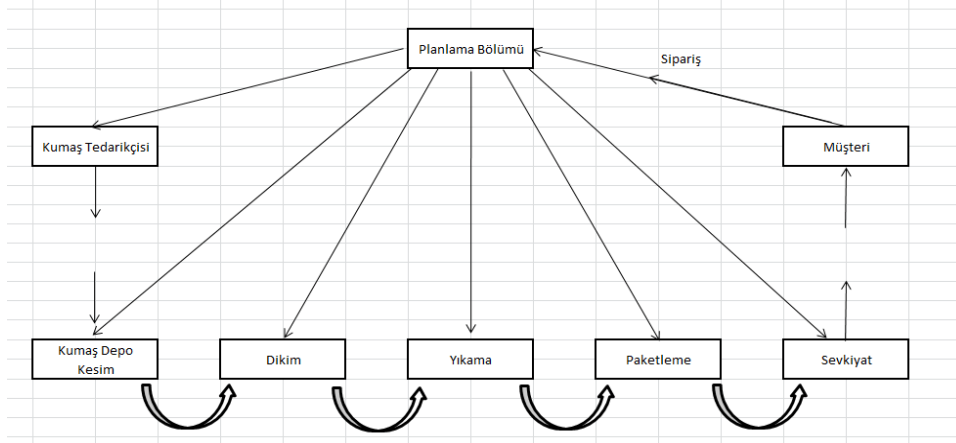 Planlama Bölümü
Sipariş
Kumaş Tedarikçisi
Müşteri
Kumaş Depo
Kesim
Dikim
Yıkama
Paketleme
Sevkiyat